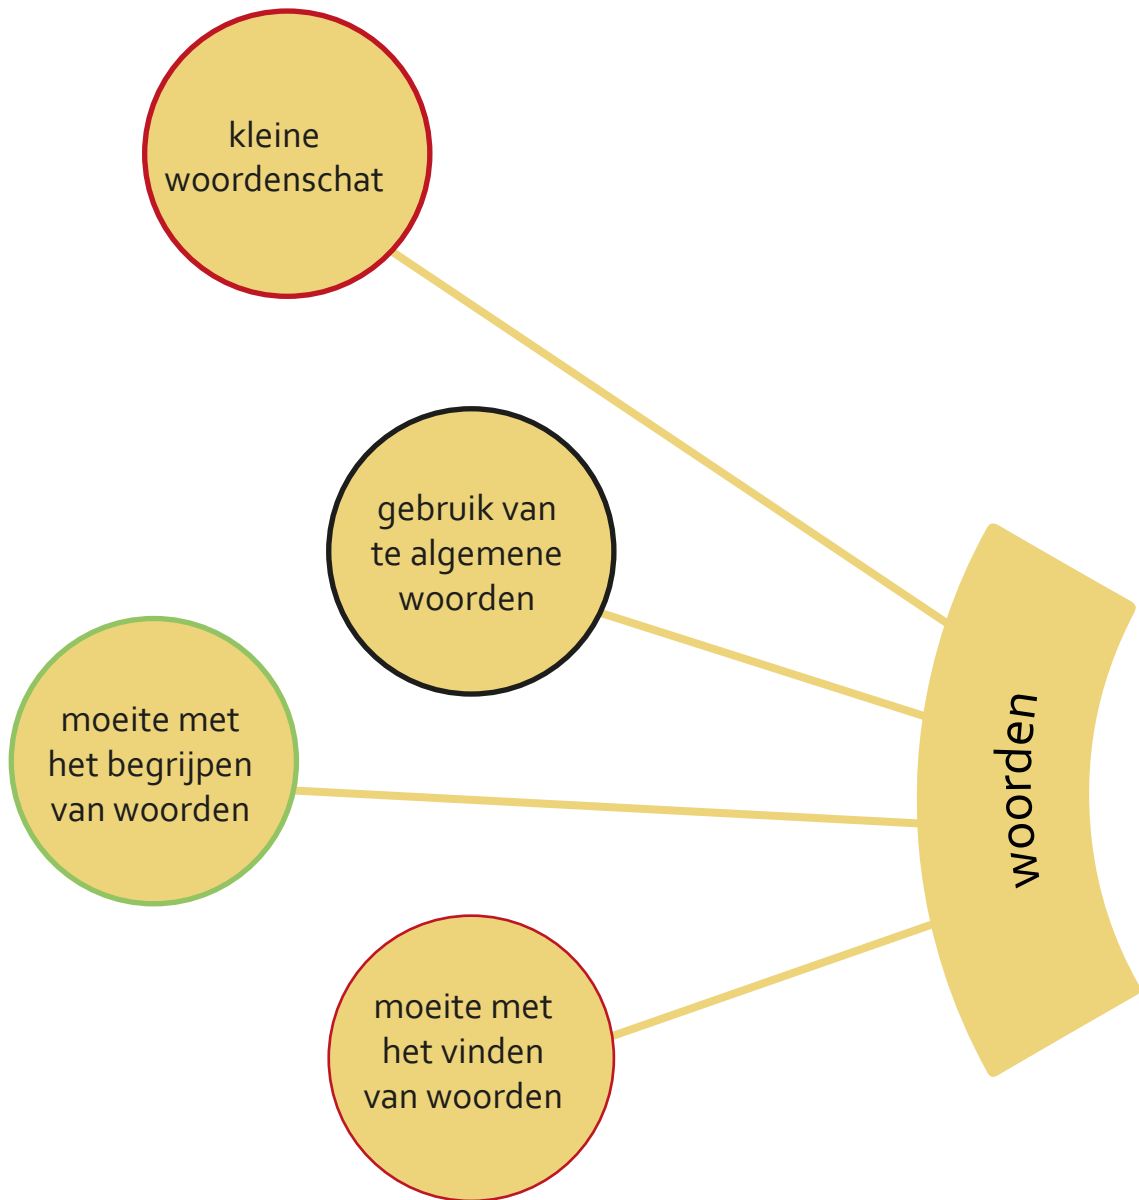 kleine
woordenschat
gebruik van
te algemene
woorden
moeite met
het begrijpen
van woorden
moeite met
het vinden
van woorden
woorden